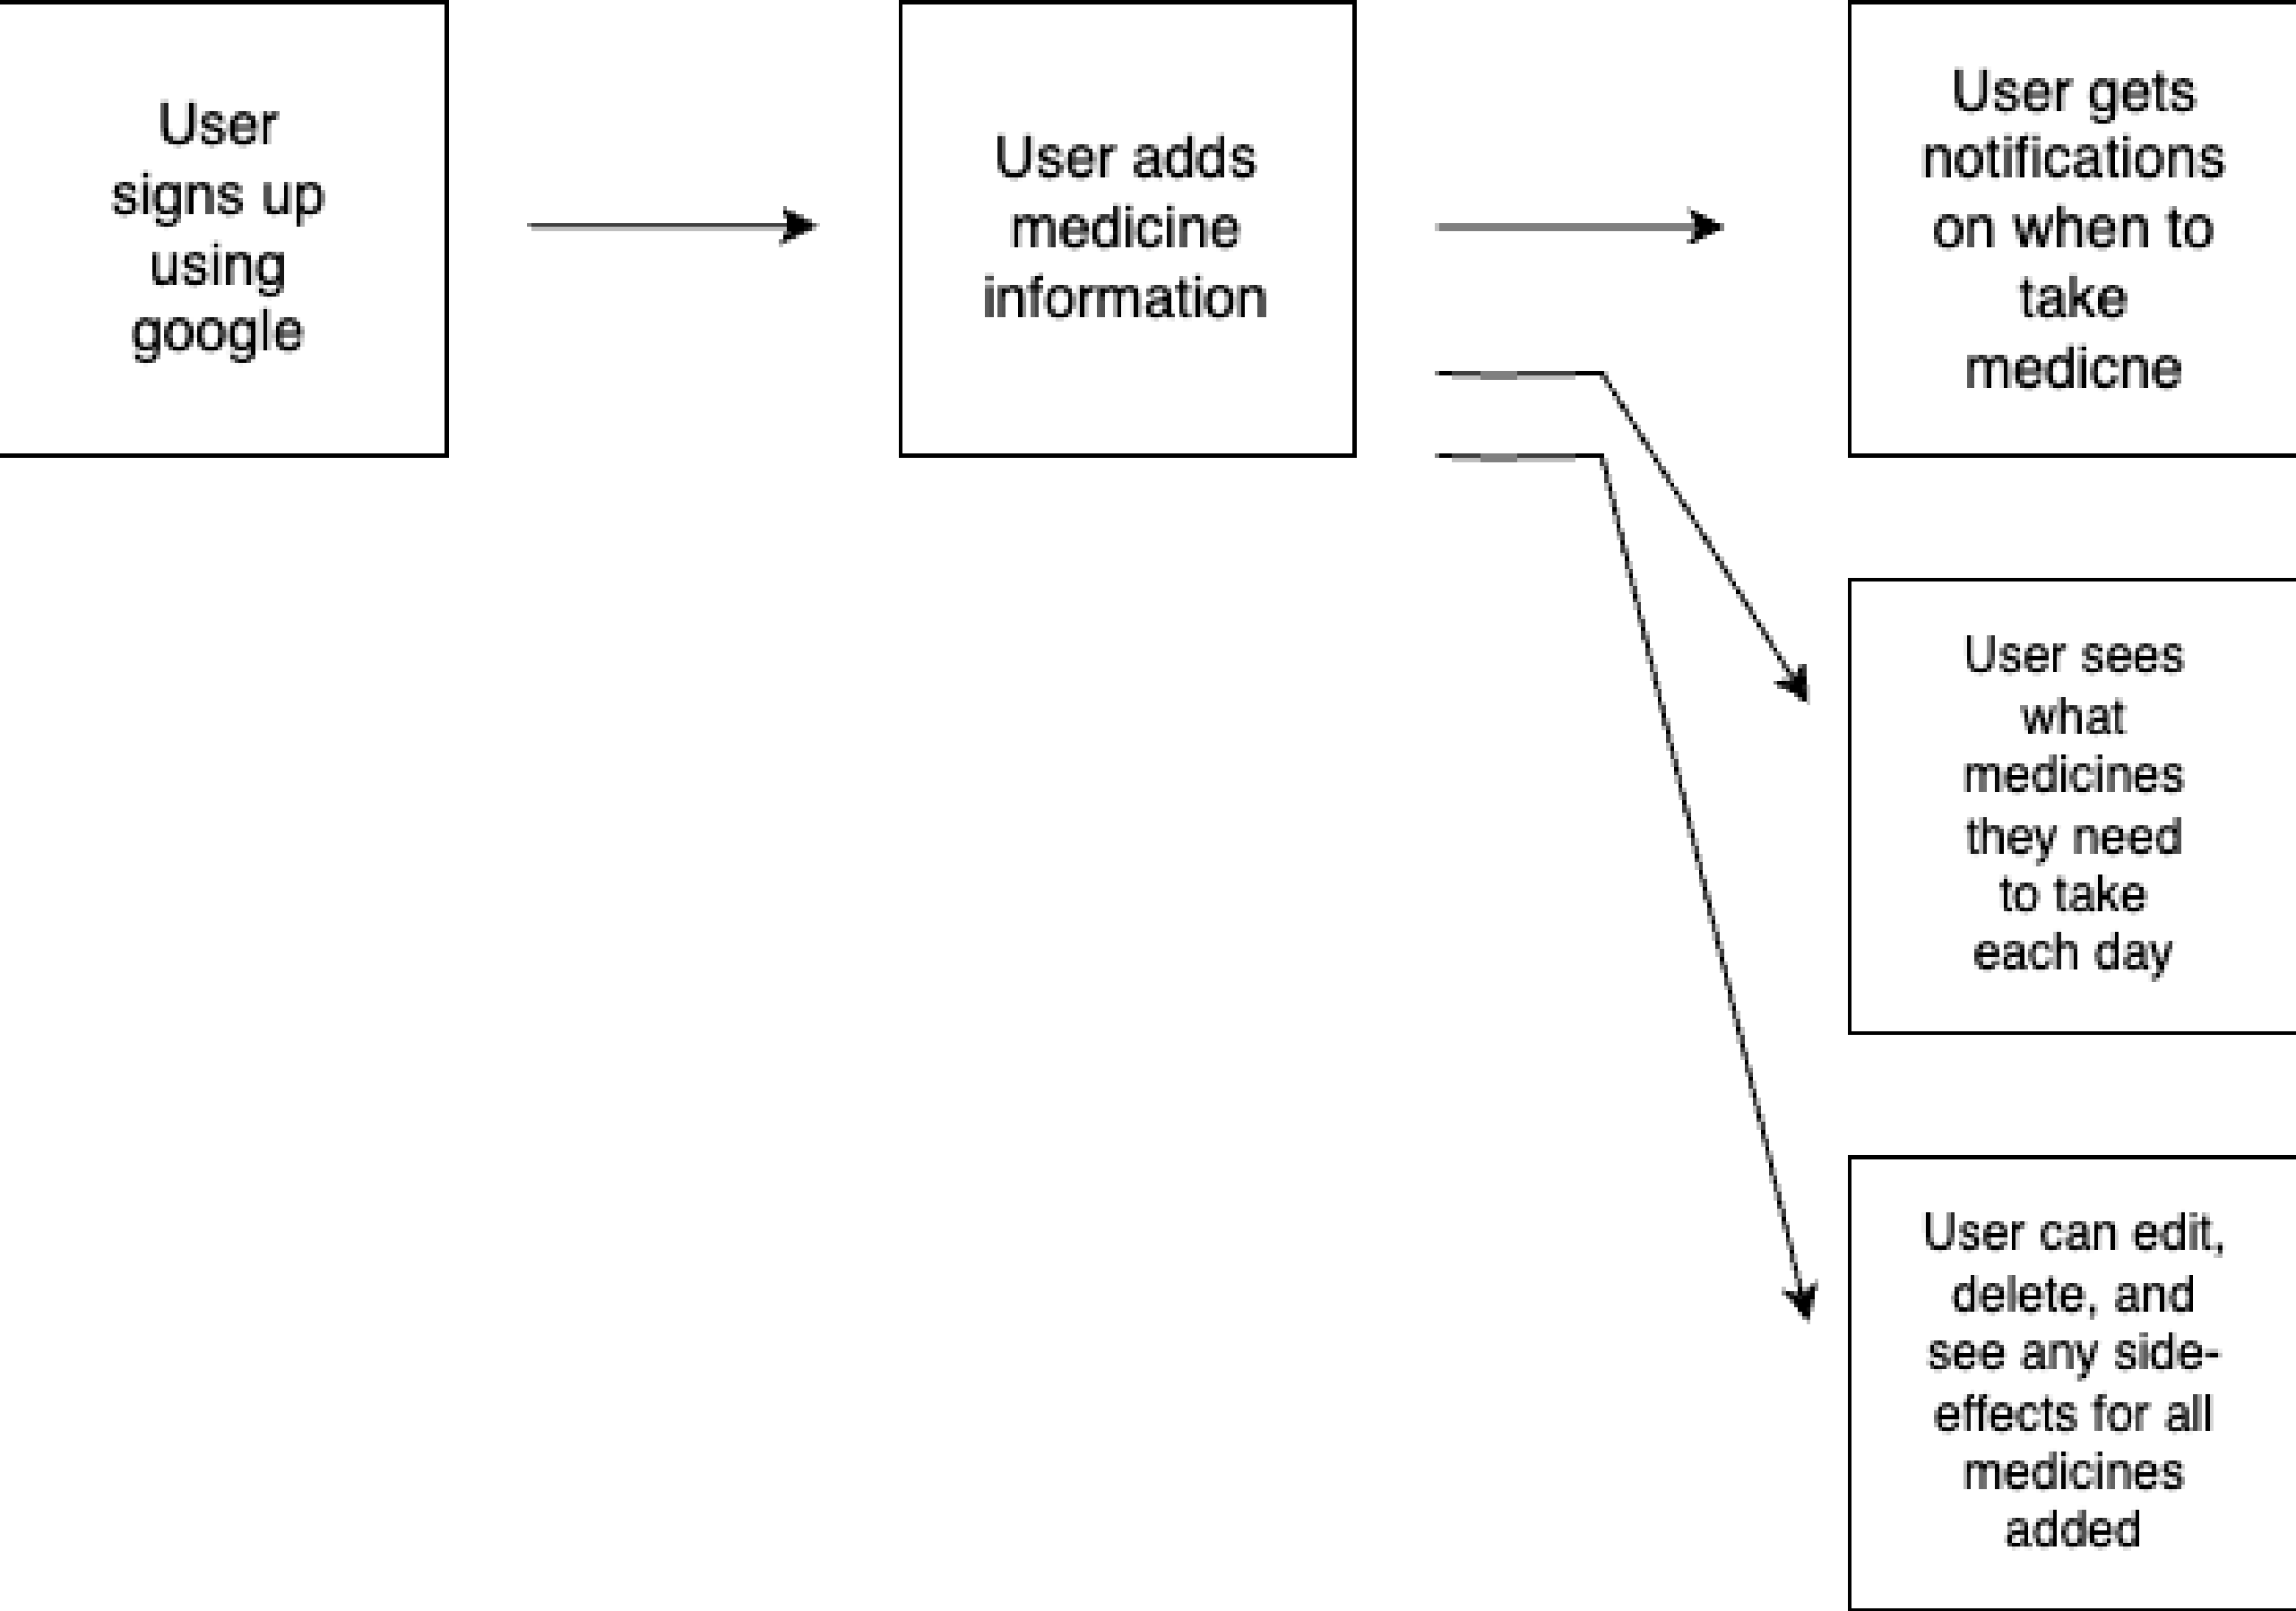 User
signs up
using
google
User adds
medicine
information
User gets
notifications
on when to
take
medicne
User sees
what
medicines
they need
to take
each day
User can edit,
delete, and
see any side-
effects for all
medicines
added